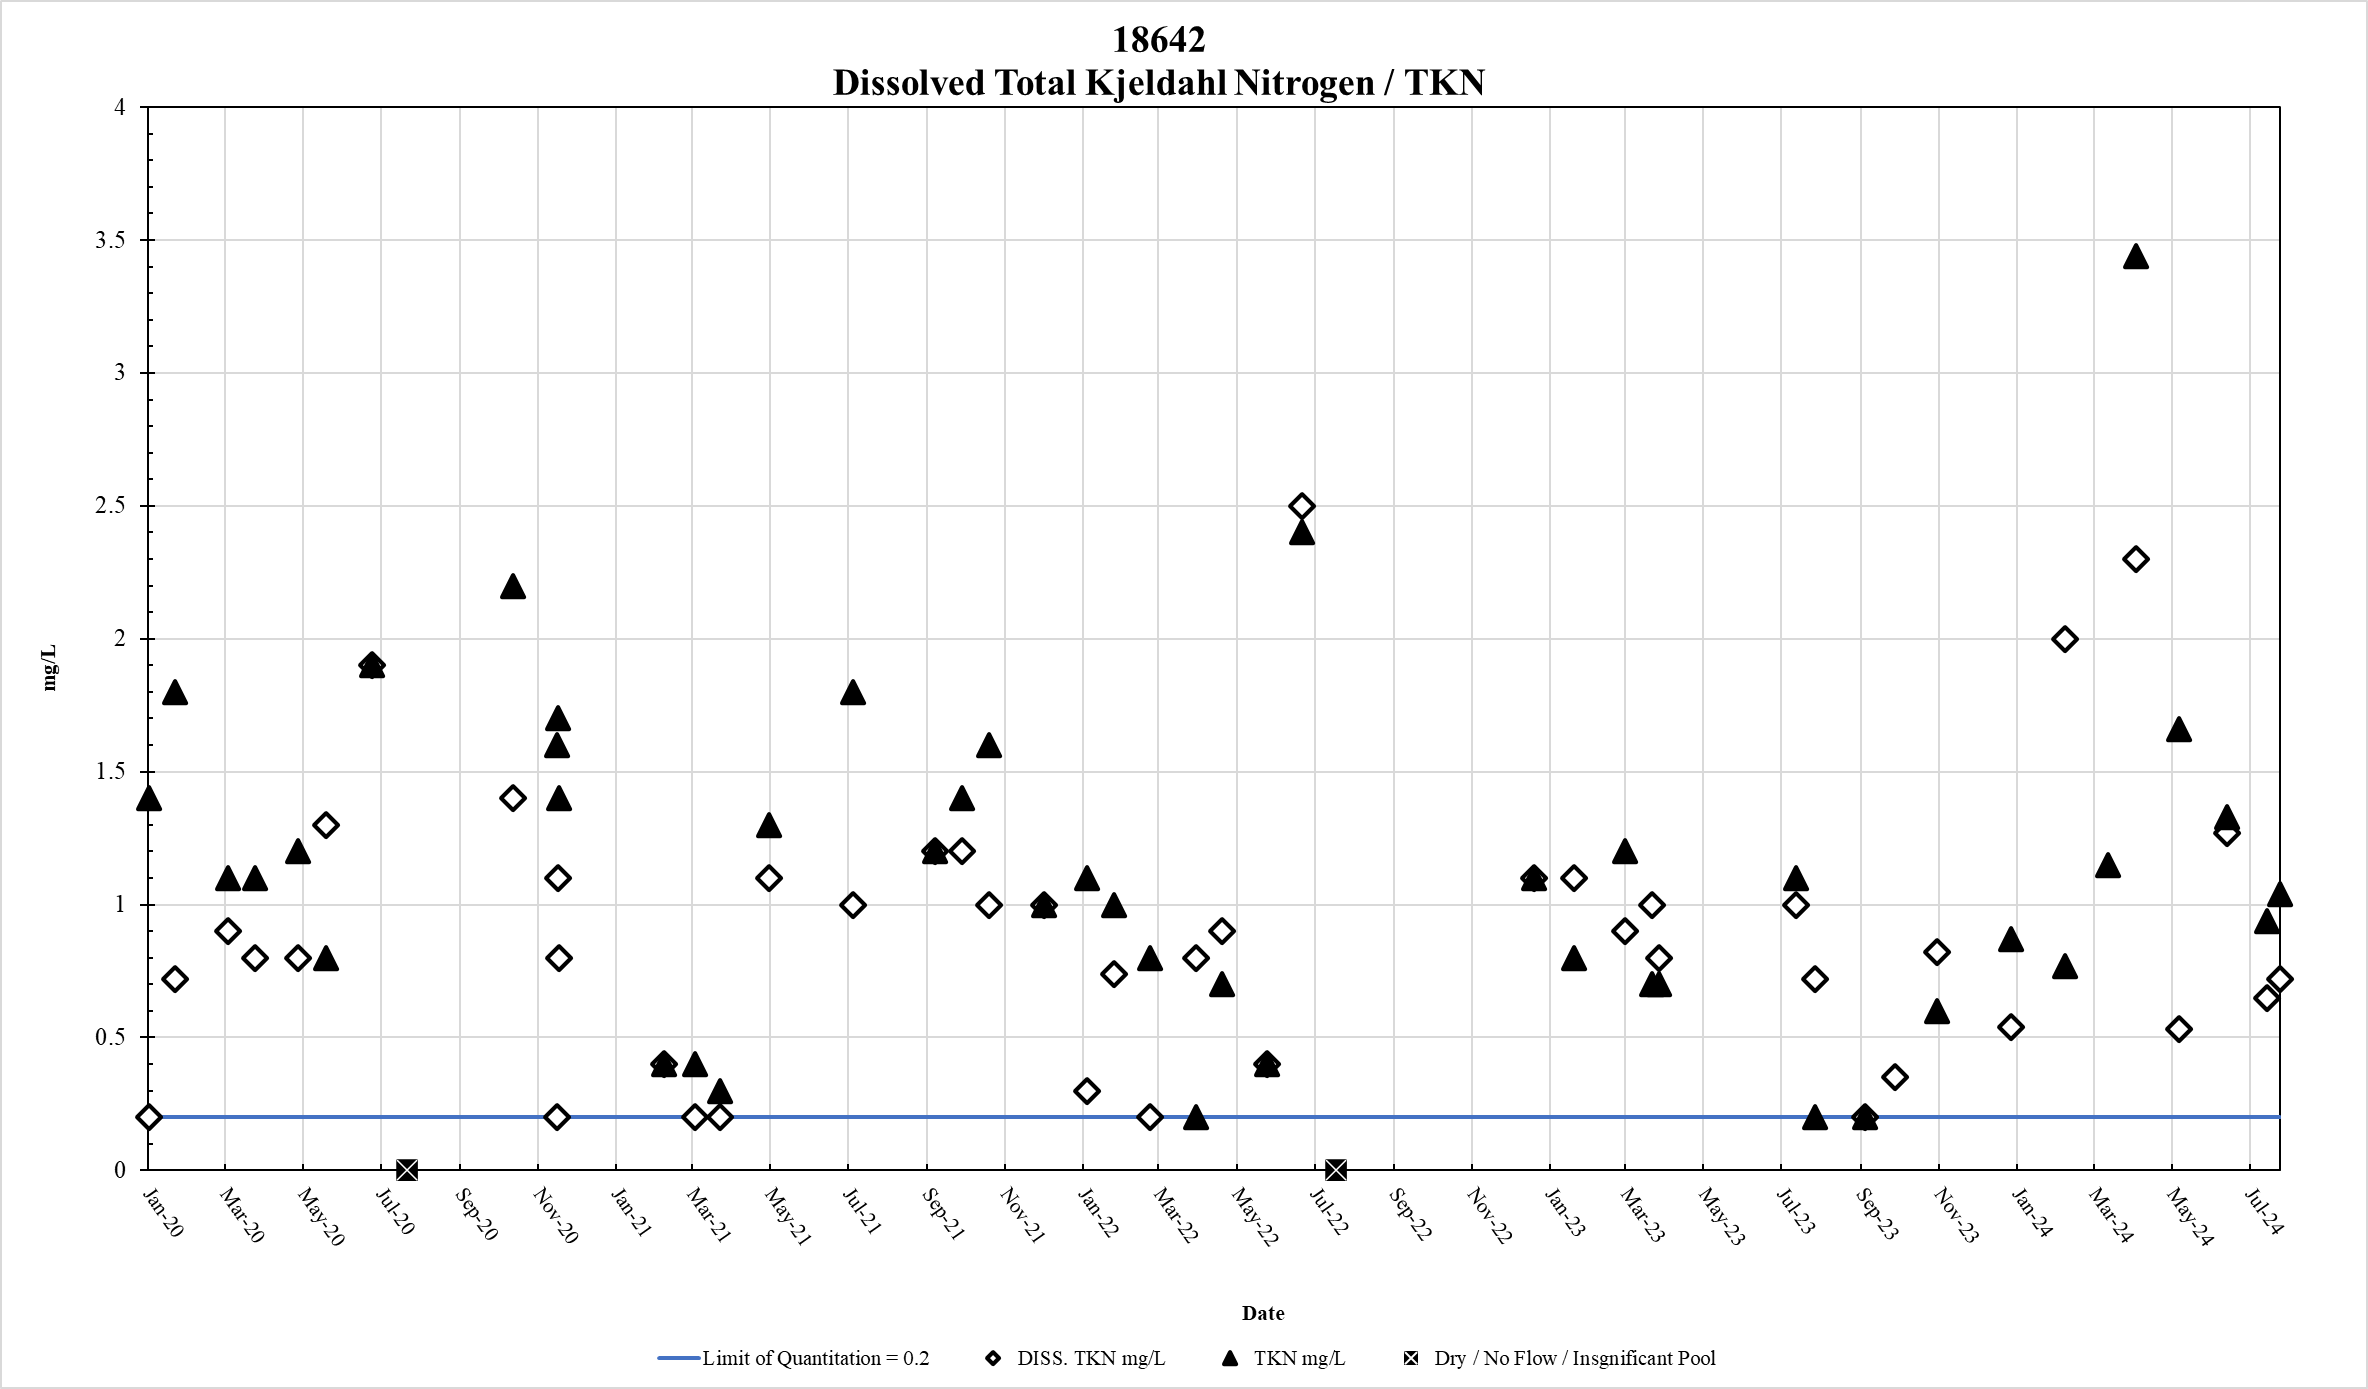 18642
Dissolved Total Kjeldahl Nitrogen / TKN
4
3.5
3
2.5
2
1.5
1
0.5
0
mg/L
Jan-20
Mar-20
May-20
Jul-20
Sep-20
Nov-20
Jan-21
Mar-21
May-21
Jul-21
Sep-21
Nov-21
Jan-22
Mar-22
May-22
Jul-22
Sep-22
Nov-22
Jan-23
Mar-23
May-23
Jul-23
Sep-23
Nov-23
Jan-24
Mar-24
May-24
Jul-24
Date
Limit of Quantitation = 0.2
DISS. TKN mg/L
TKN mg/L
Dry / No Flow / Insgnificant Pool